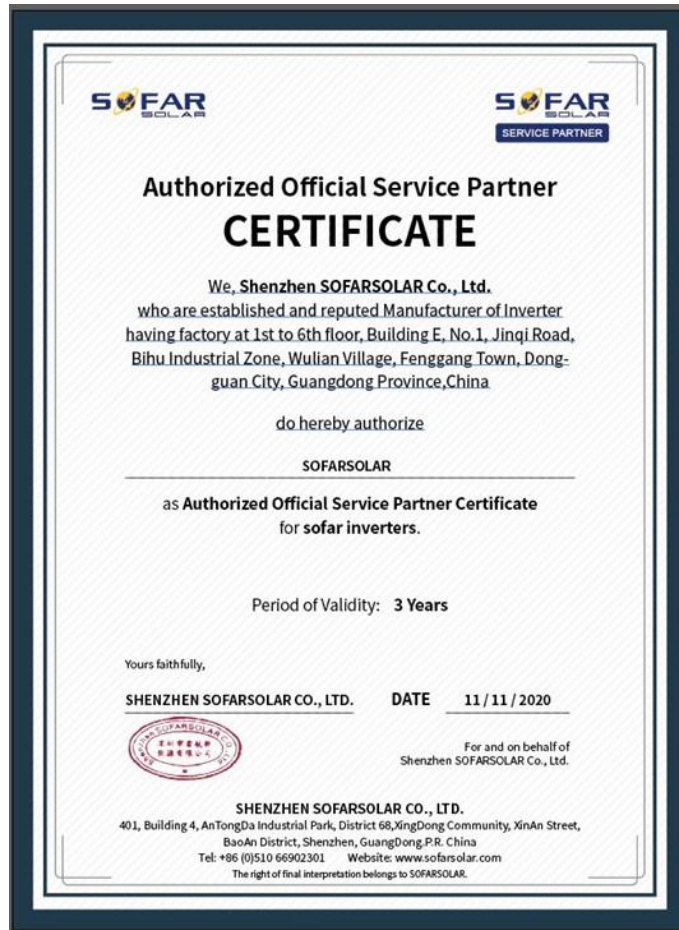 SOFAR
SOLAR
SOFAR
SOLAR
SERVICE PARTNER
Authorized Official Service Partner
CERTIFICATE
We, Shenzhen SOFARSOLAR Co., Ltd.
who are established and reputed Manufacturer of Inverter
having factory at 1st to 6th floor, Building E, No.1, Jinqi Road,
Bihu Industrial Zone, Wulian Village, Fenggang Town, Dong-
guan City, Guangdong Province,China
do hereby authorize
SOFARSOLAR
as Authorized Official Service Partner Certificate
for sofar inverters.
Period of Validity: 3 Years
Yours faithfully,
SHENZHEN SOFARSOLAR CO., LTD. DATE 11 / 11 / 2020
For and on behalf of
Shenzhen SOFARSOLAR Co., Ltd.
SHENZHEN SOFARSOLAR CO., LTD.
401, Building 4, AnTongDa Industrial Park, District 68,XingDong Community, XinAn Street,
BaoAn District, Shenzhen, GuangDong.P.R. China
Tel: +86 (0)510 66902301 Website: www.sofarsolar.com
The right of final interpretation belongs to SOFARSOLAR.